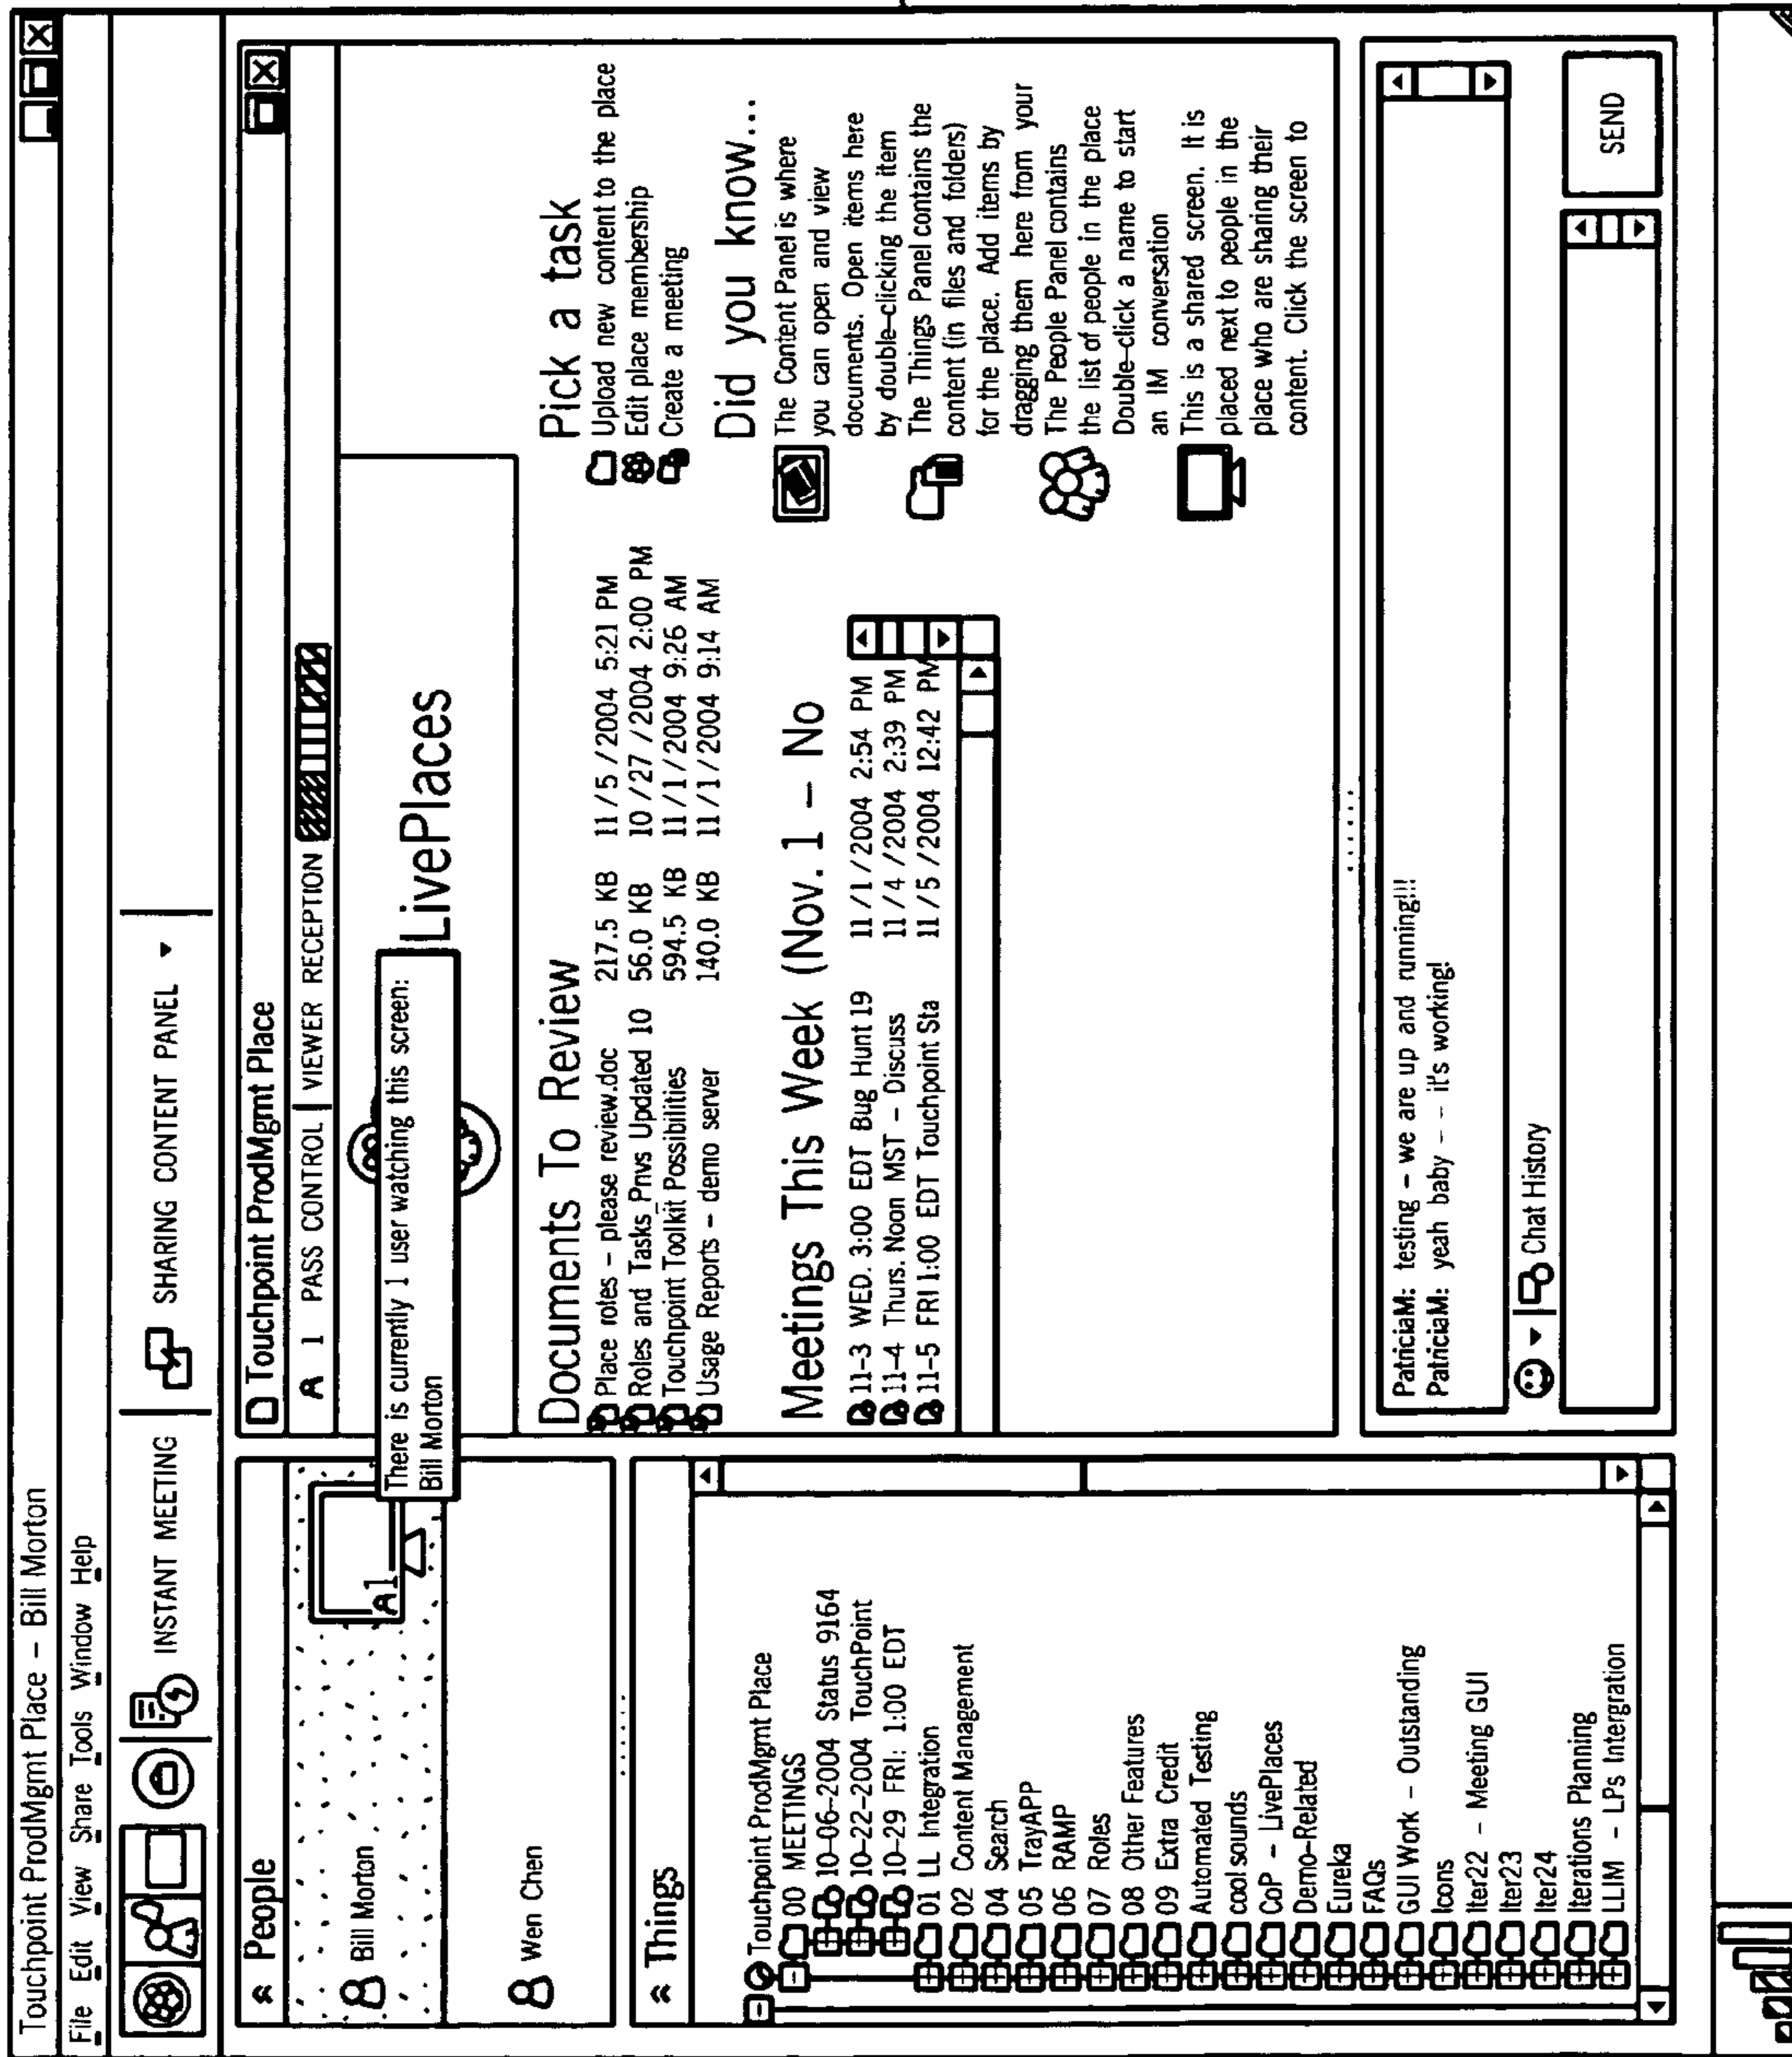 Touchpoint ProdMgmt Place – Bill Morton
File Edit View Share Tools Window Help
INSTANT MEETING
SHARING CONTENT PANEL
People
Bill Morton
A1
Wen Chen
Things
Touchpoint ProdMgmt Place
00 MEETINGS
10–06–2004 Status 9164
10–22–2004 TouchPoint
10–29 FRI: 1:00 EDT
01 LL Integration
02 Content Management
04 Search
05 TrayAPP
06 RAMP
07 Roles
08 Other Features
09 Extra Credit
Automated Testing
cool sounds
CoP – LivePlaces
Demo–Related
Eureka
FAQs
GUI Work – Outstanding
Icons
Iter22 – Meeting GUI
Iter23
Iter24
Iterations Planning
LLIM – LPs Intergration
Touchpoint ProdMgmt Place
A 1 PASS CONTROL VIEWER RECEPTION
There is currently 1 user watching this screen:
Bill Morton
LivePlaces
Documents To Review
Place roles – please review.doc 217.5 KB 11/5/2004 5:21 PM
Roles and Tasks_Pnvs Updated 10 56.0 KB 10/27/2004 2:00 PM
Touchpoint Toolkit Possibilities 594.5 KB 11/1/2004 9:26 AM
Usage Reports – demo server 140.0 KB 11/1/2004 9:14 AM
Meetings This Week (Nov. 1 – No
11–3 WED. 3:00 EDT Bug Hunt 19 11/1/2004 2:54 PM
11–4 Thurs. Noon MST – Discuss 11/4/2004 2:39 PM
11–5 FRI 1:00 EDT Touchpoint Sta 11/5/2004 12:42 PM
Pick a task
Upload new content to the place
Edit place membership
Create a meeting
Did you know...
The Content Panel is where
you can open and view
documents. Open items here
by double–clicking the item
The Things Panel contains the
content (in files and folders)
for the place. Add items by
dragging them here from your
The People Panel contains
the list of people in the place
Double–click a name to start
an IM conversation
This is a shared screen. It is
placed next to people in the
place who are sharing their
content. Click the screen to
PatriciaM: testing – we are up and running!!!
PatriciaM: yeah baby – – it's working!
Chat History
SEND